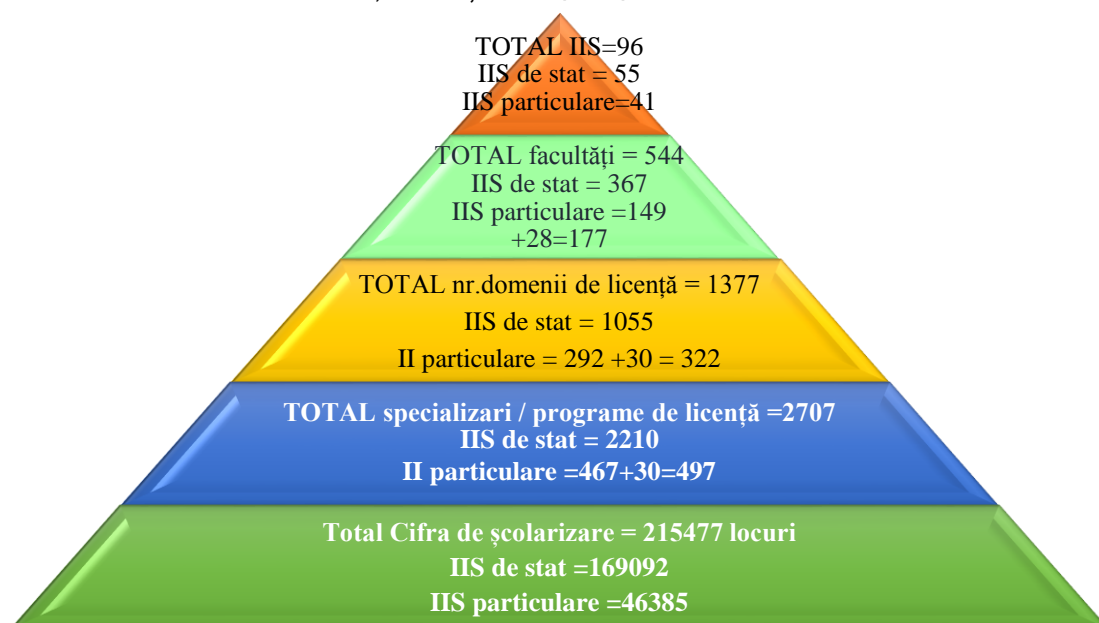 TOTAL IIS=96
IIS de stat = 55
IIS particulare=41
TOTAL facultăți = 544
IIS de stat = 367
IIS particulare =149
+28=177
TOTAL nr.domenii de licență = 1377
IIS de stat = 1055
II particulare = 292 +30 = 322
TOTAL specializari / programe de licență =2707
IIS de stat = 2210
II particulare =467+30=497
Total Cifra de școlarizare = 215477 locuri
IIS de stat =169092
IIS particulare =46385